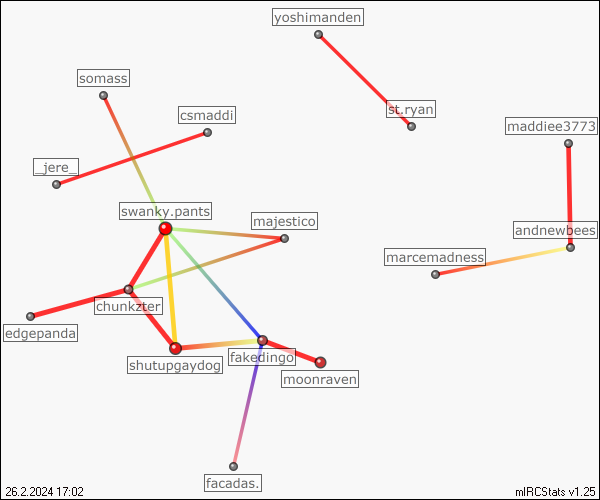 yoshimanden
somass
csmaddi
st.ryan
maddiee3773
_jere_
swanky.pants
majestico
andnewbees
marcemadness
chunkzter
edgepanda
fakedingo
shutupgaydog
moonraven
facadas.
26.2.2024 17:02
mIRCStats v1.25